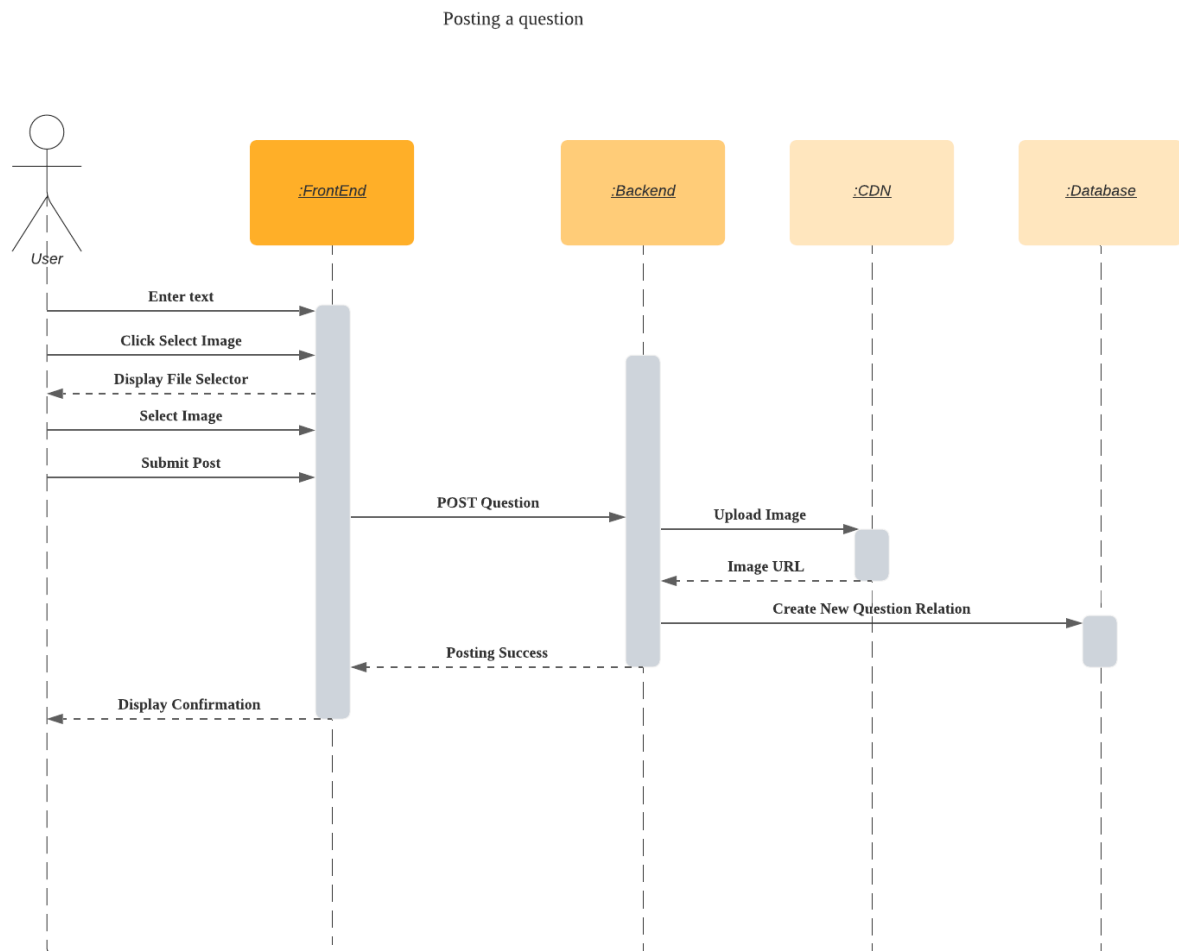 Posting a question
:FrontEnd
:Backend
:CDN
:Database
User
Enter text
Click Select Image
Display File Selector
Select Image
Submit Post
POST Question
Upload Image
Image URL
Create New Question Relation
Posting Success
Display Confirmation